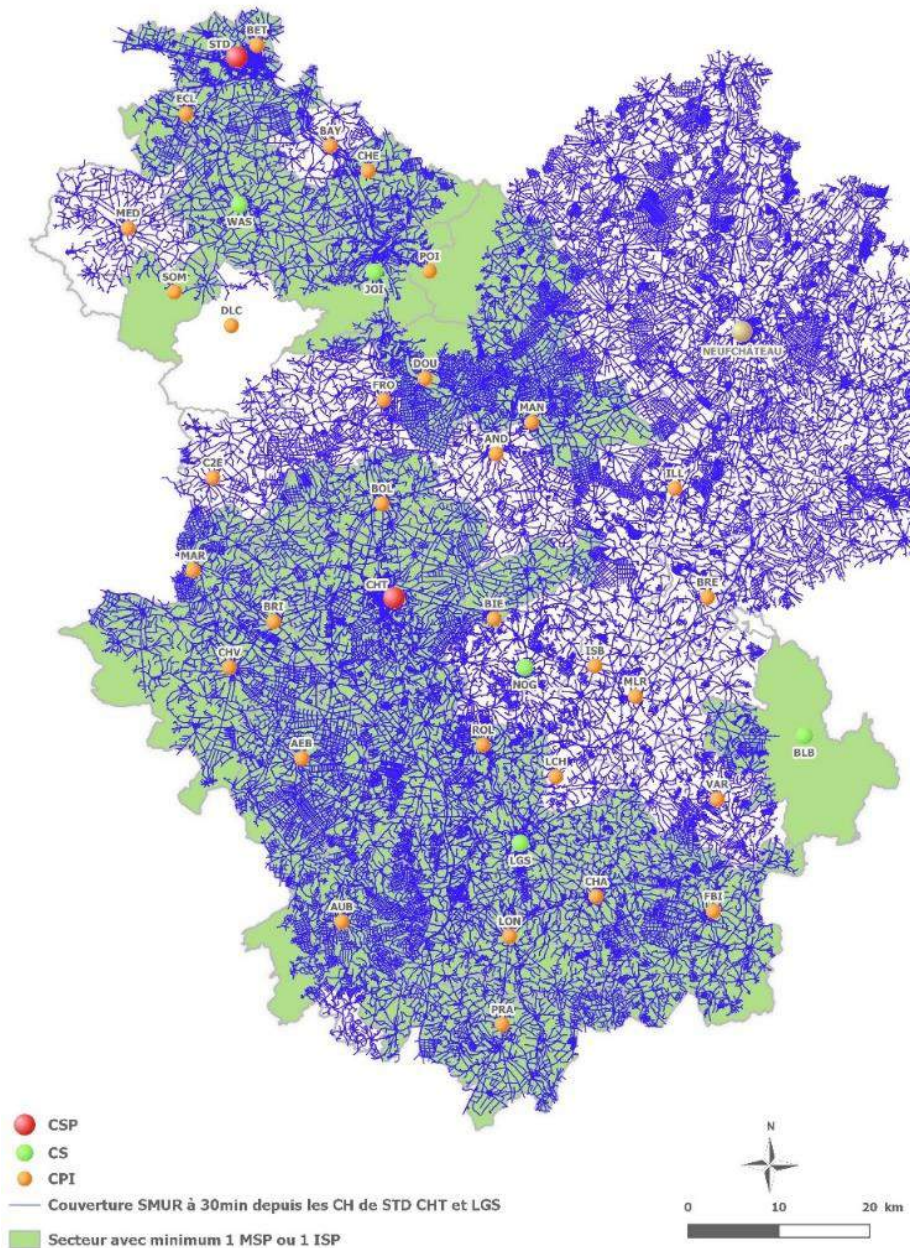 BET
STD
ECL
BAY
CHE
WAS
MED
POI
SOM
JOI
DLC
NEUFCHATEAU
DOU
FRO
MAN
AND
C2E
ILL
BOL
MAR
CHT
BRE
BRI
BIE
CHV
NOG
ISB
MLR
ROL
BLB
AEB
LCH
VAR
LGS
CHA
FBI
AUB
LON
PRA
CSP
CS
CPI
N
Couverture SMUR à 30min depuis les CH de STD CHT et LGS
0 10 20 km
Secteur avec minimum 1 MSP ou 1 ISP